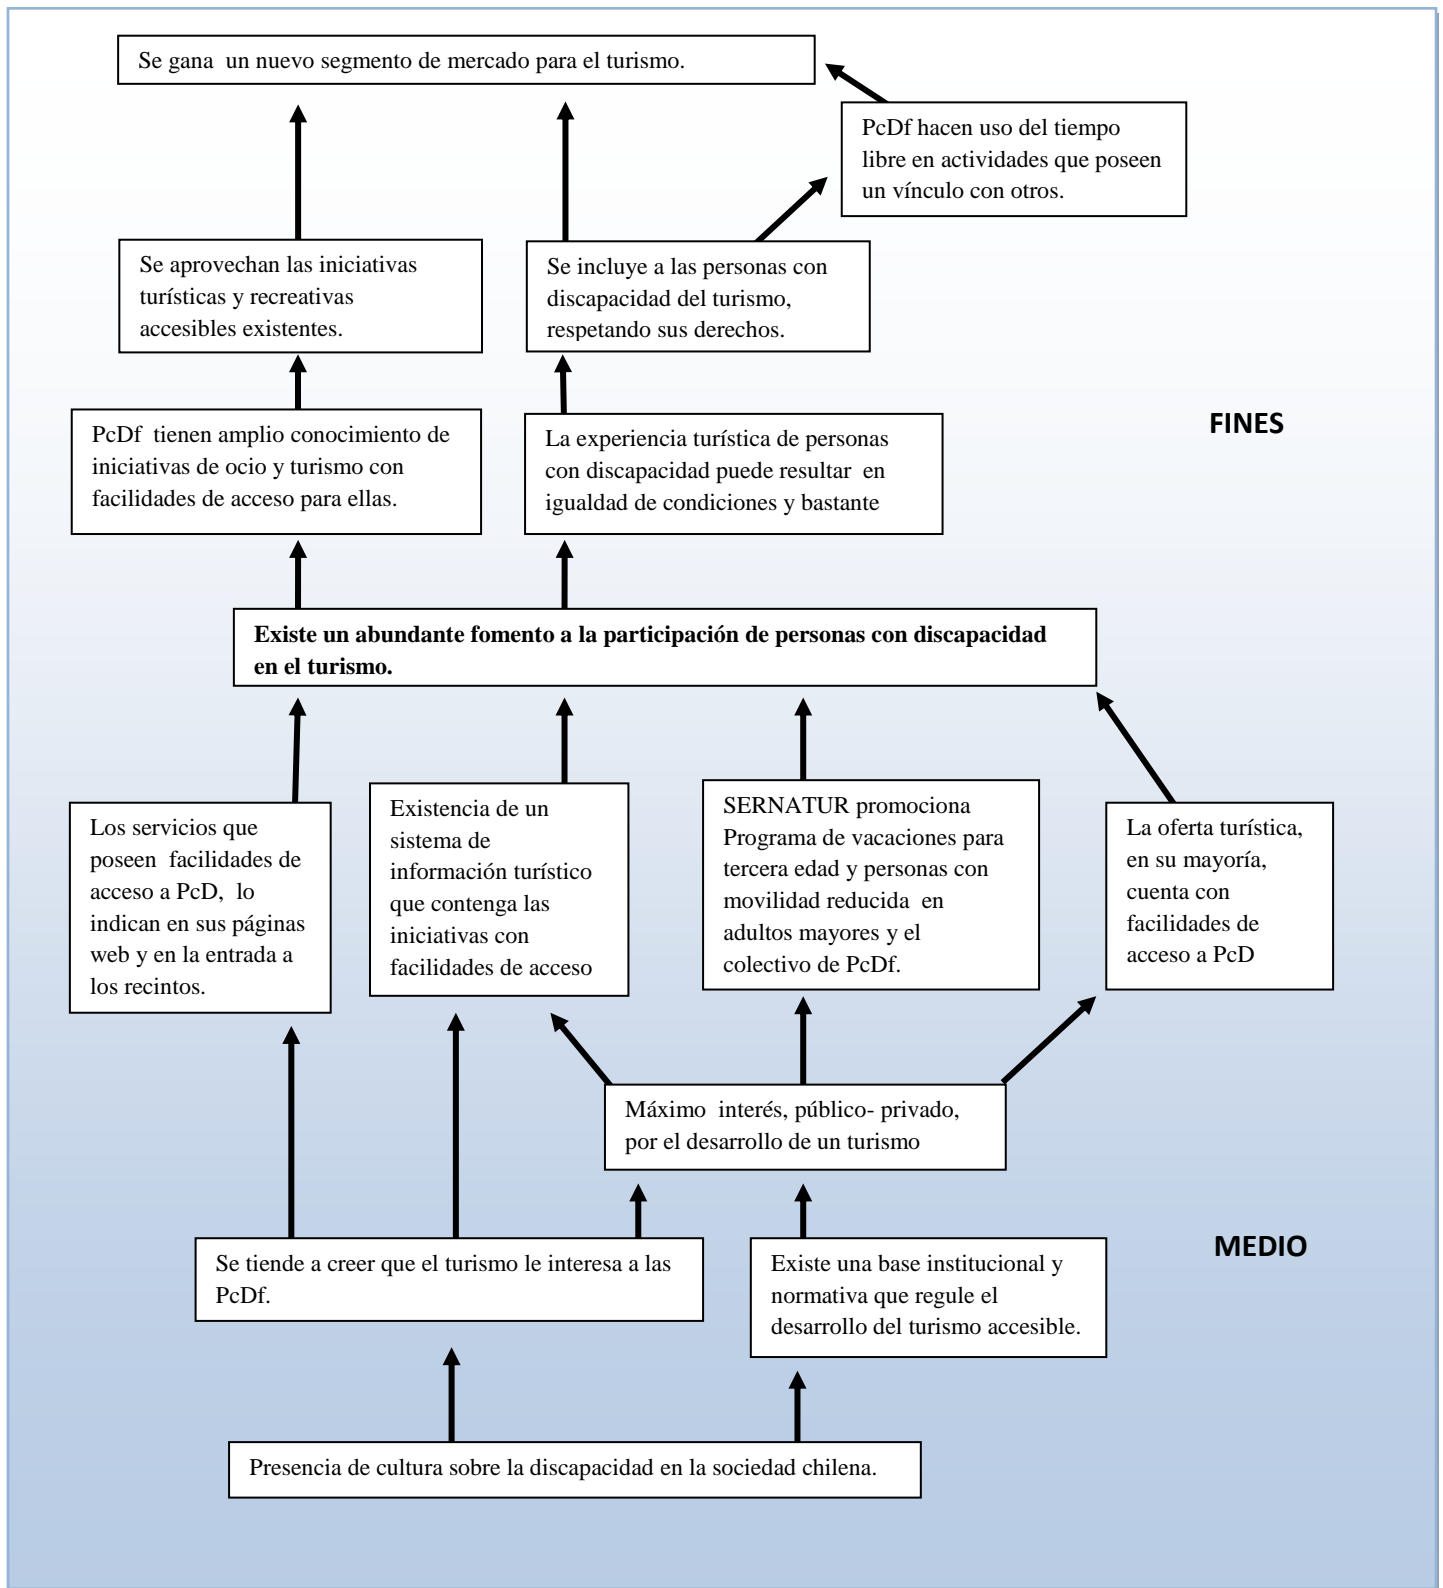 Se gana un nuevo segmento de mercado para el turismo.
PcDf hacen uso del tiempo
libre en actividades que poseen
un vínculo con otros.
Se aprovechan las iniciativas
turísticas y recreativas
accesibles existentes.
Se incluye a las personas con
discapacidad del turismo,
respetando sus derechos.
FINES
PcDf tienen amplio conocimiento de
iniciativas de ocio y turismo con
facilidades de acceso para ellas.
La experiencia turística de personas
con discapacidad puede resultar en
igualdad de condiciones y bastante
Existe un abundante fomento a la participación de personas con discapacidad
en el turismo.
Los servicios que
poseen facilidades de
acceso a PcD, lo
indican en sus páginas
web y en la entrada a
los recintos.
Existencia de un
sistema de
información turístico
que contenga las
iniciativas con
facilidades de acceso
SERNATUR promociona
Programa de vacaciones para
tercera edad y personas con
movilidad reducida en
adultos mayores y el
colectivo de PcDf.
La oferta turística,
en su mayoría,
cuenta con
facilidades de
acceso a PcD
Máximo interés, público- privado,
por el desarrollo de un turismo
MEDIO
Se tiende a creer que el turismo le interesa a las
PcDf.
Existe una base institucional y
normativa que regule el
desarrollo del turismo accesible.
Presencia de cultura sobre la discapacidad en la sociedad chilena.